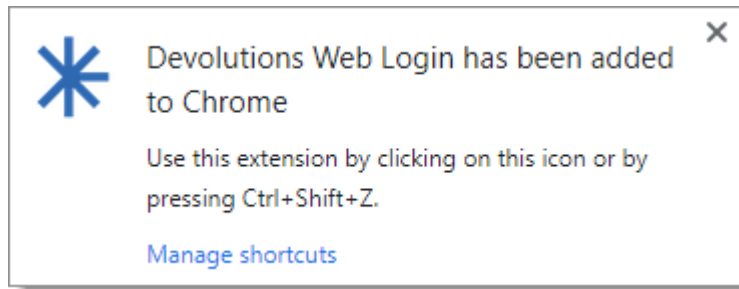 Devolutions Web Login has been added
to Chrome
Use this extension by clicking on this icon or by
pressing Ctrl+Shift+Z.
Manage shortcuts